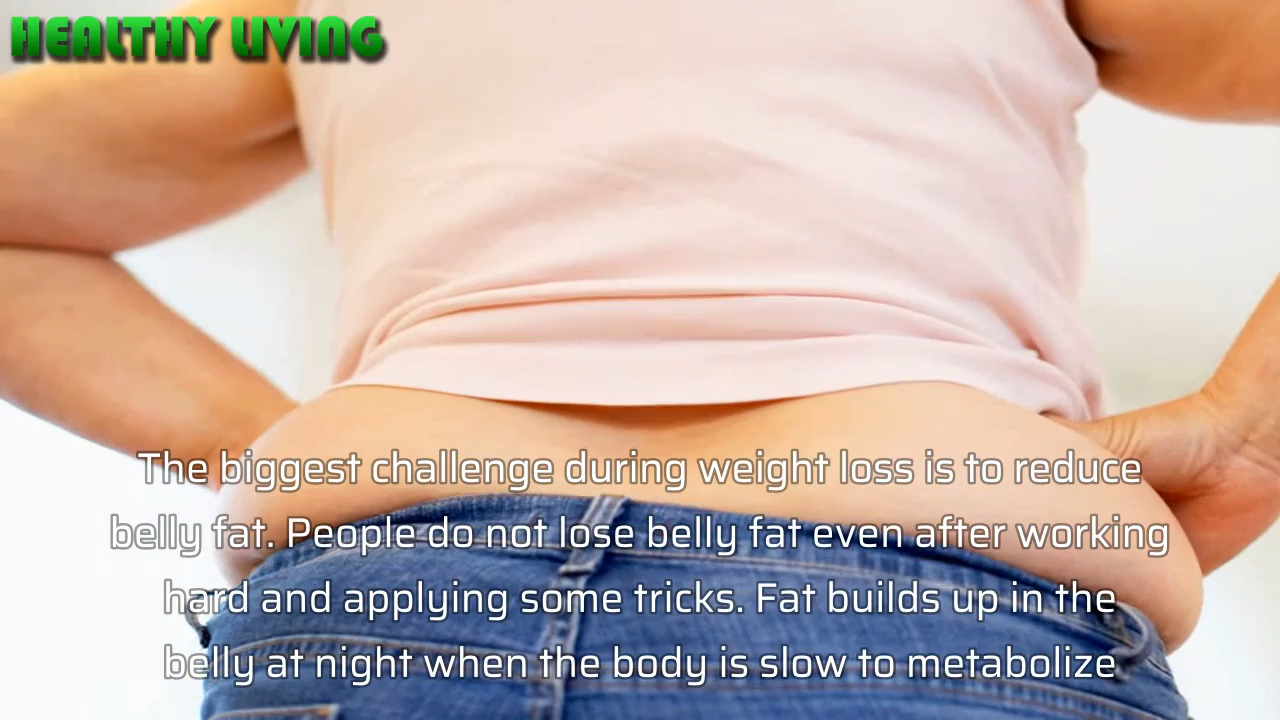 HEALTHY LIVING
The biggest challenge during weight loss is to reduce
belly fat. People do not lose belly fat even after working
hard and applying some tricks. Fat builds up in the
belly at night when the body is slow to metabolize